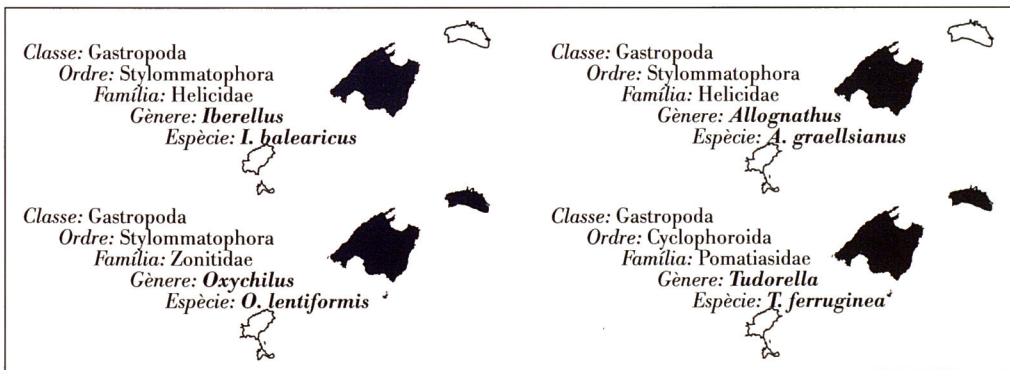 Classe: Gastropoda
Ordre: Stylommatophora
Família: Helicidae
Gènere: Iberellus
Espècie: I. balearicus
Classe: Gastropoda
Ordre: Stylommatophora
Família: Helicidae
Gènere: Allognathus
Espècie: A. graellsianus
Classe: Gastropoda
Ordre: Stylommatophora
Família: Zonitidae
Gènere: Oxychilus
Espècie: O. lentiformis
Classe: Gastropoda
Ordre: Cyclophoroida
Família: Pomatiasidae
Gènere: Tudorella
Espècie: T. ferruginea